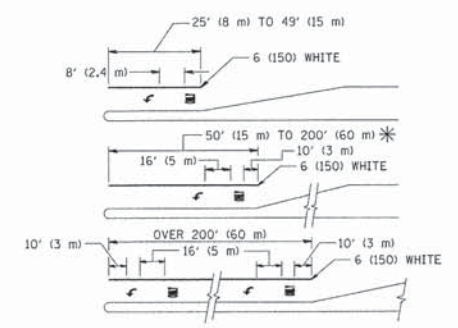 25' (8 m) TO 49' (15 m)
6 (150) WHITE
8' (2.4 m)
50' (15 m) TO 200' (60 m) ✳
10' (3 m)
16' (5 m)
6 (150) WHITE
OVER 200' (60 m)
10' (3 m) 16' (5 m) 10' (3 m)
6 (150) WHITE